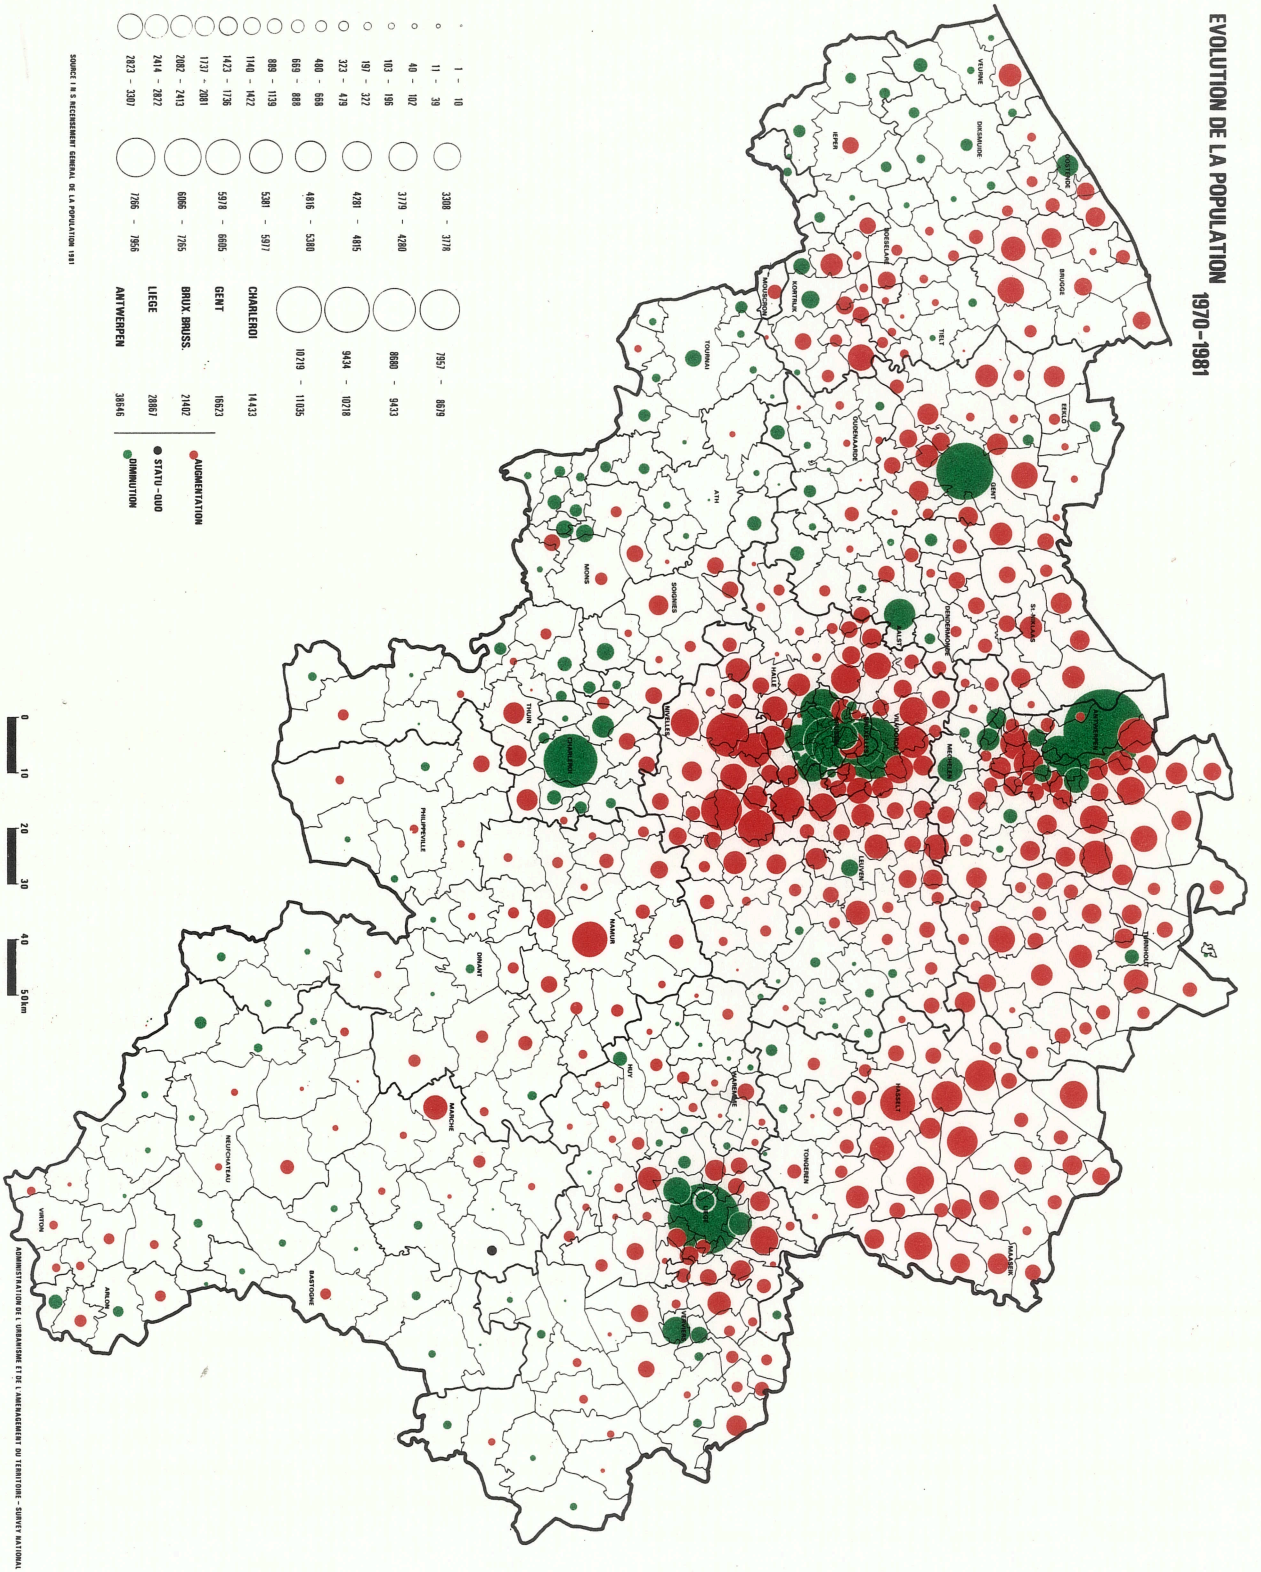 EVOLUTION DE LA POPULATION 1970-1981
VEURNE
DIKSMUIDE
OOSTENDE
IEPER
ROESELARE
BRUGGE
KORTRIJK
MOUSCRON
TIELT
TOURNAI
OUDENAARDE
EEKLO
GENT
ATH
MONS
SOIGNIES
AALST
DENDERMONDE
ST. NIKLAAS
HALLE
THUIN
NIVELLES
VILVOORDE
ANTWERPEN
CHARLEROI
MECHELEN
PHILIPPEVILLE
LEUVEN
NAMUR
DINANT
TURNHOUT
HUY
WAREMME
HASSELT
MARCHE
TONGEREN
NEUFCHATEAU
LIEGE
VIRTON
MAASEIK
BASTOGNE
ARLON
VERVIERS
1 - 10
11 - 39
40 - 102
103 - 196
197 - 322
323 - 479
480 - 668
669 - 888
889 - 1139
1140 - 1422
1423 - 1736
1737 - 2081
2082 - 2413
2414 - 2822
2823 - 3307
3308 - 3778
3779 - 4280
4281 - 4815
4816 - 5380
5381 - 5977
5978 - 6605
6066 - 7265
7266 - 7956
7957 - 8679
8680 - 9433
9434 - 10218
10219 - 11035
CHARLEROI 14433
GENT 16623
BRUX. BRUSS. 21402
LIEGE 28867
ANTWERPEN 38646
AUGMENTATION
STATU-QUO
DIMINUTION
SOURCE I N S RECENSEMENT GENERAL DE LA POPULATION 1981
0 10 20 30 40 50km
ADMINISTRATION DE L'URBANISME ET DE L'AMENAGEMENT DU TERRITOIRE - SURVEY NATIONAL